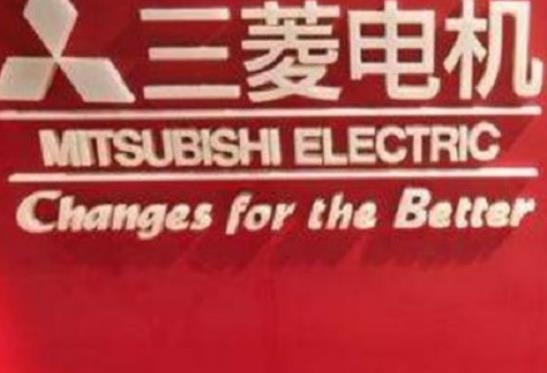 三菱电机
MITSUBISHI ELECTRIC
Changes for the Better